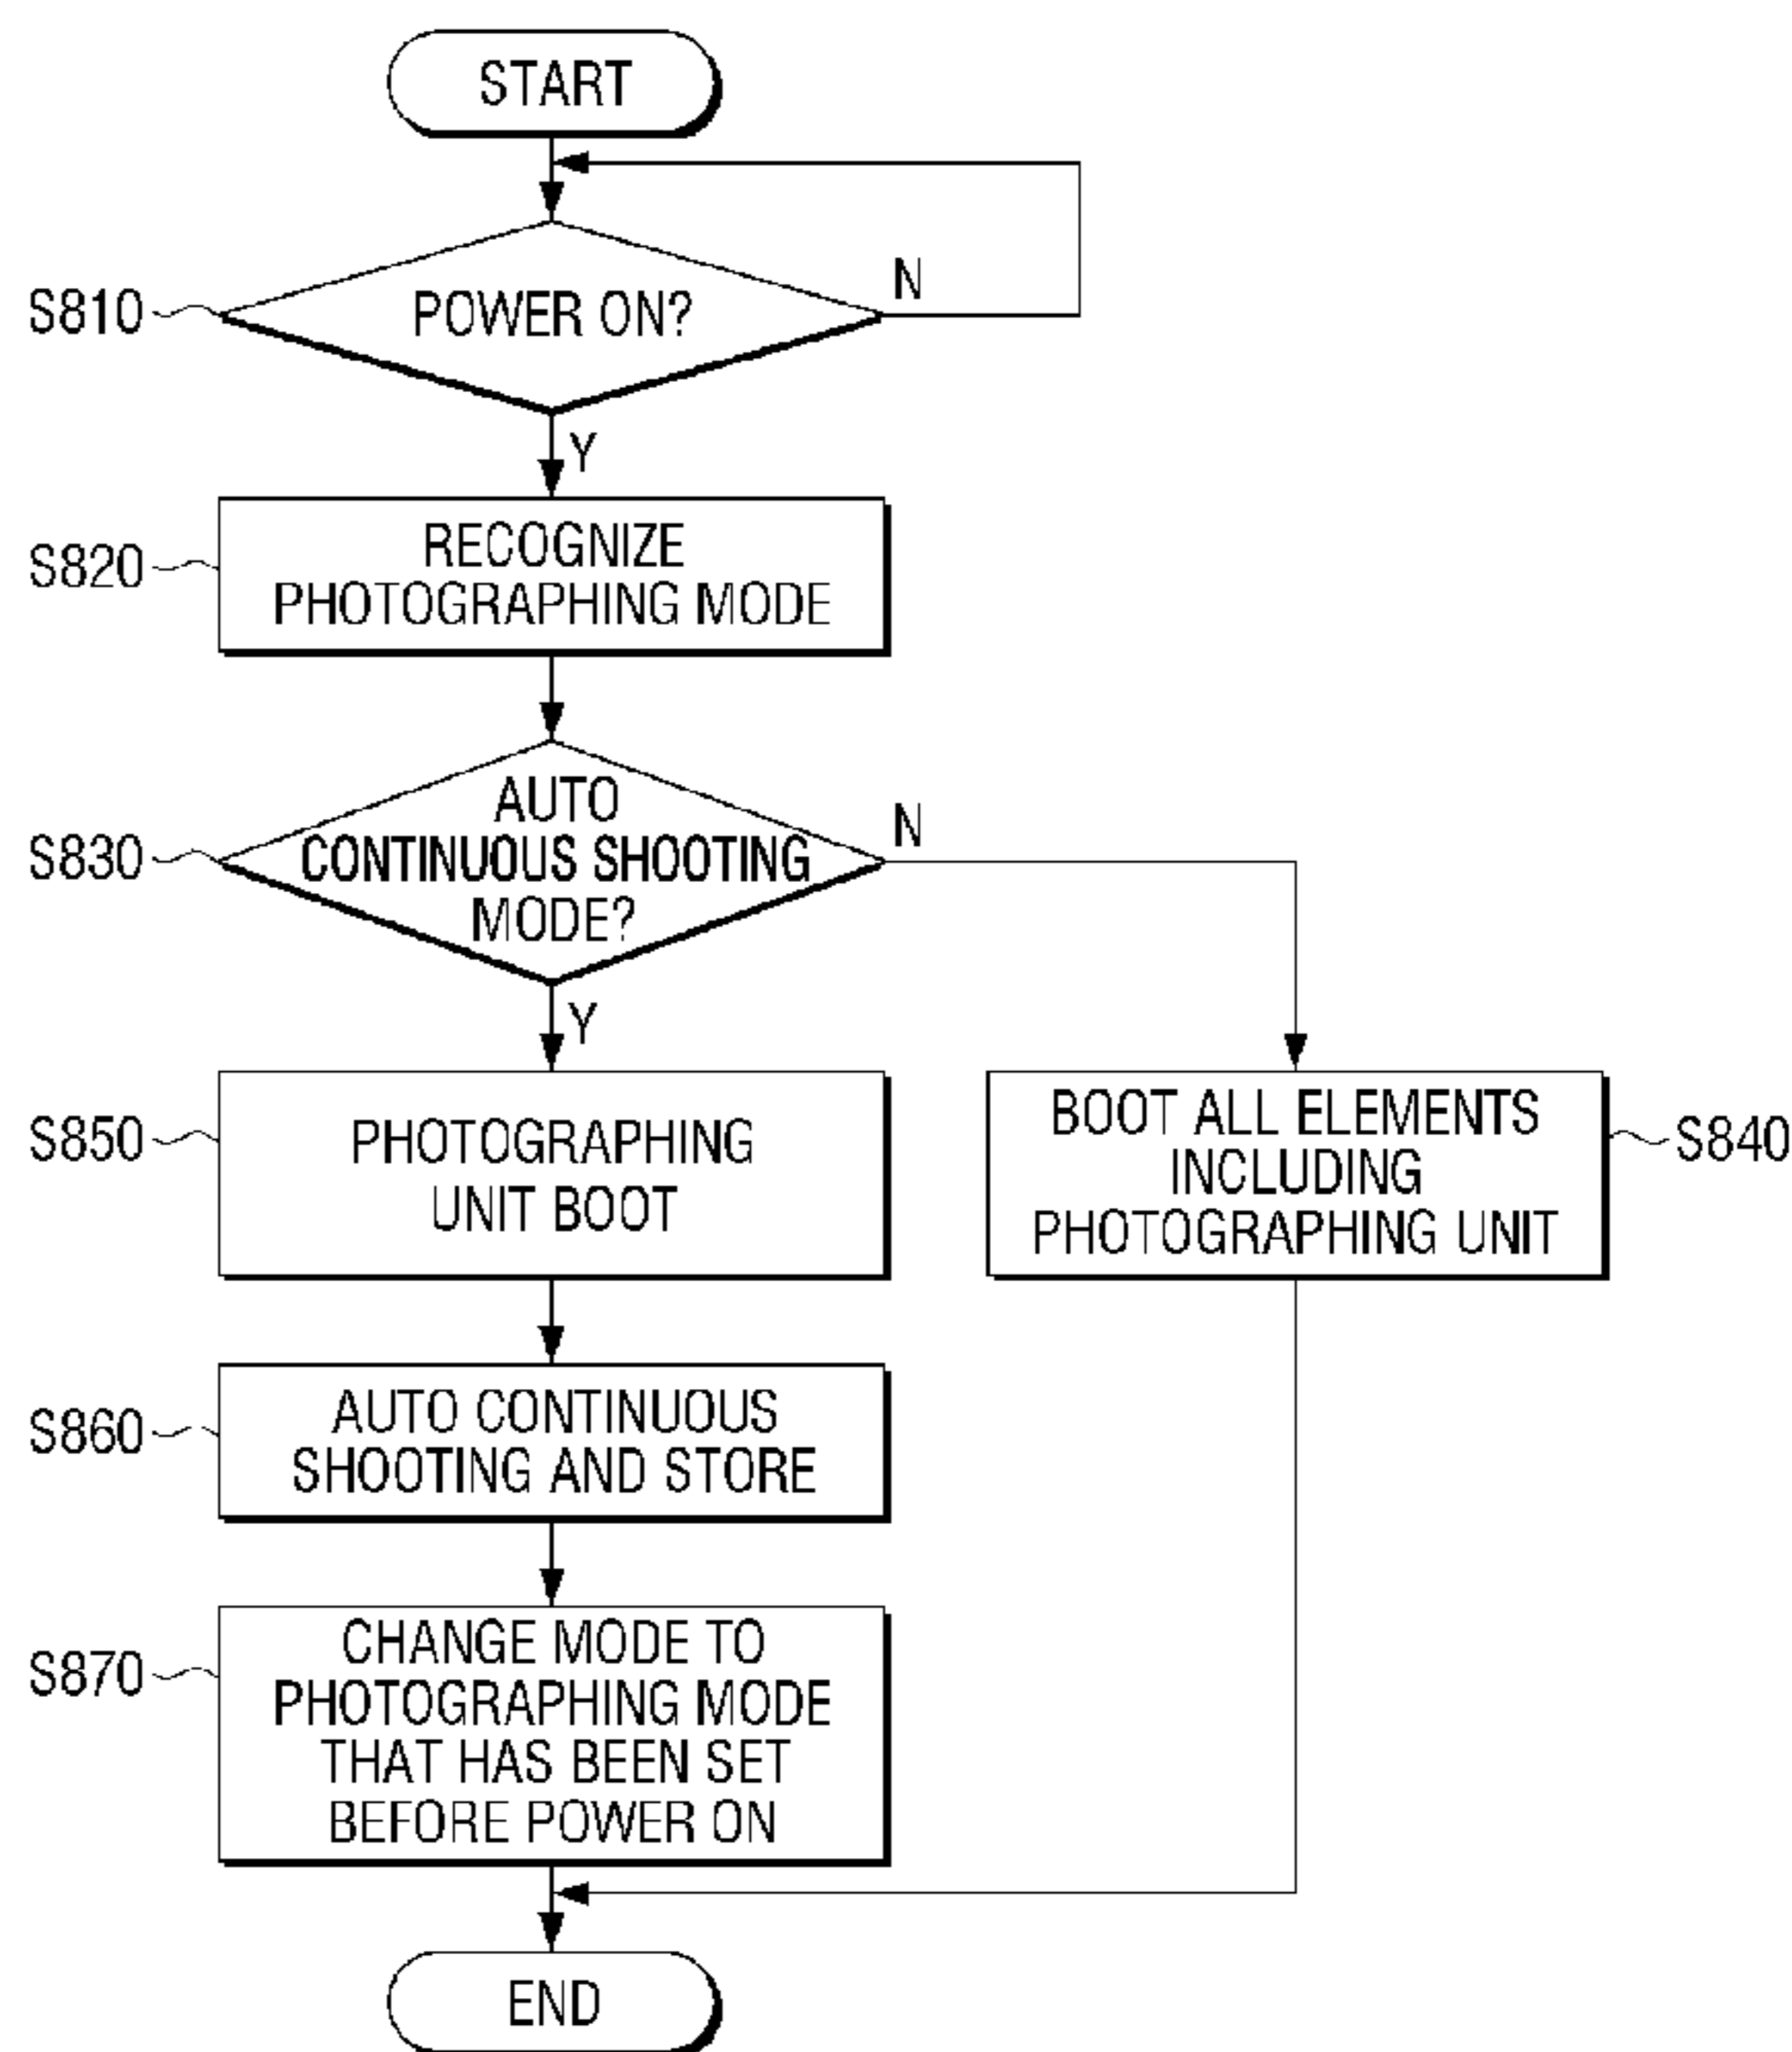 START
N
S810
POWER ON?
Y
S820
RECOGNIZE
PHOTOGRAPHING MODE
S830
AUTO
CONTINUOUS SHOOTING
MODE?
N
Y
S850
PHOTOGRAPHING
UNIT BOOT
BOOT ALL ELEMENTS
INCLUDING
PHOTOGRAPHING UNIT
S840
S860
AUTO CONTINUOUS
SHOOTING AND STORE
S870
CHANGE MODE TO
PHOTOGRAPHING MODE
THAT HAS BEEN SET
BEFORE POWER ON
END